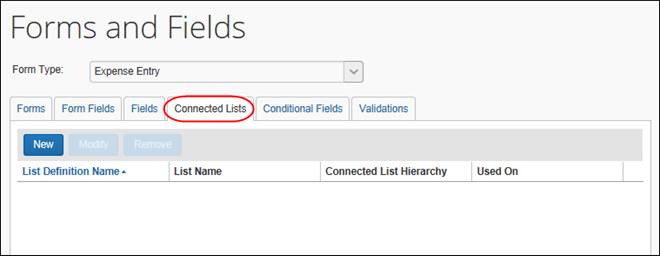 Forms and Fields
Form Type: Expense Entry
Forms Form Fields Fields Connected Lists Conditional Fields Validations
New Modify Remove
List Definition Name List Name Connected List Hierarchy Used On